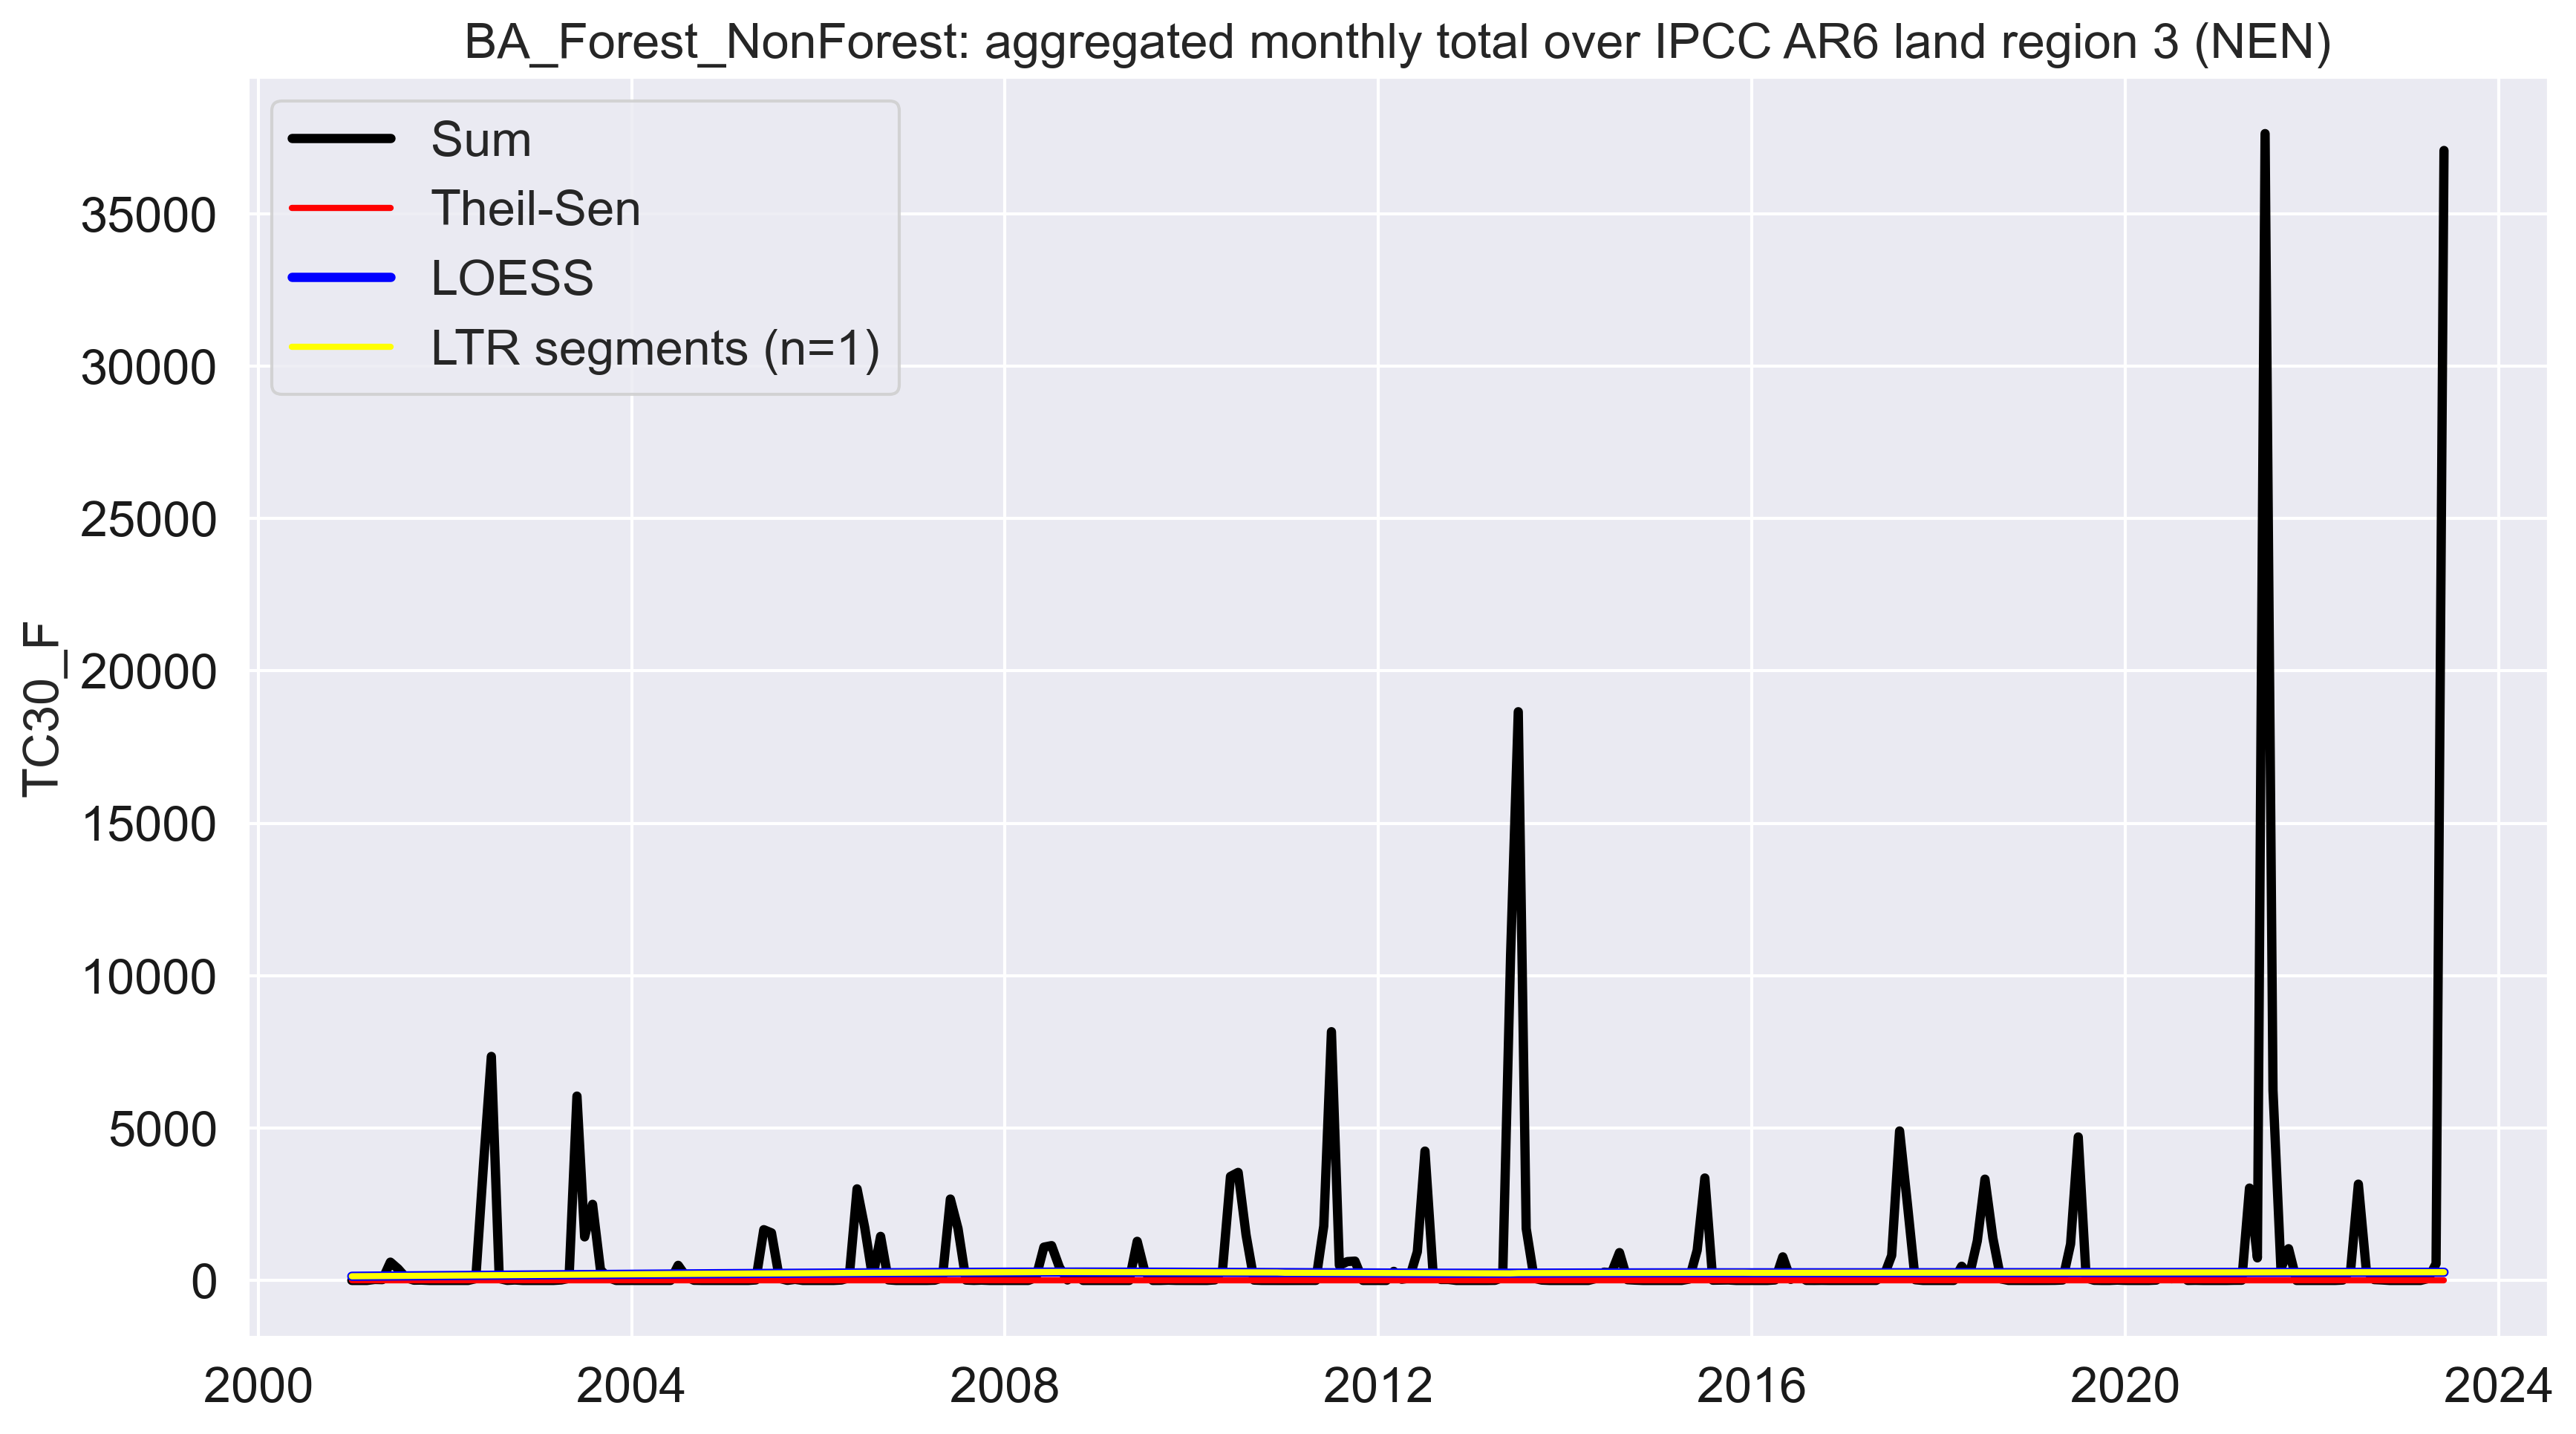 BA_Forest_NonForest: aggregated monthly total over IPCC AR6 land region 3 (NEN)
Sum
Theil-Sen
LOESS
LTR segments (n=1)
TC30_F
35000
30000
25000
20000
15000
10000
5000
0
2000 2004 2008 2012 2016 2020 2024